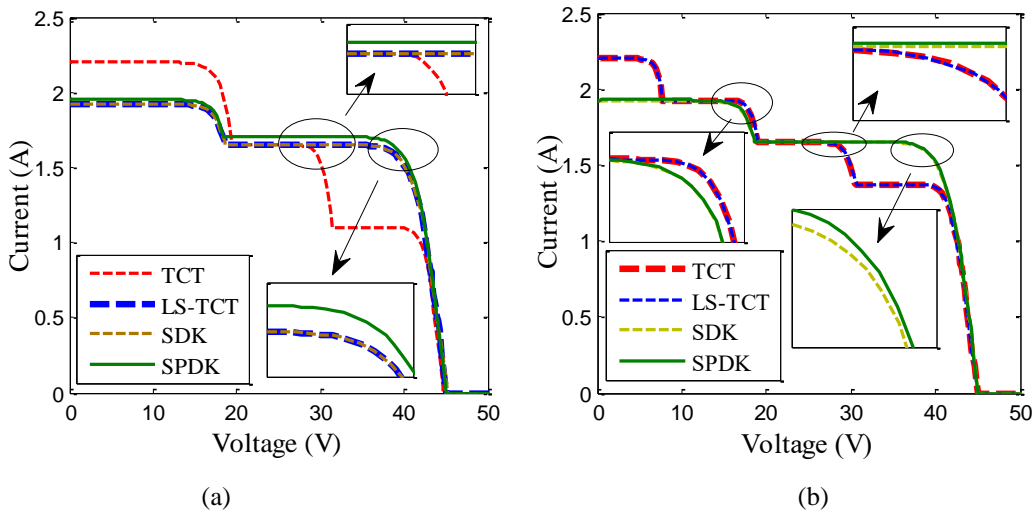 2.5
2
1.5
1
0.5
0
Current (A)
TCT
LS-TCT
SDK
SPDK
0
10
20
30
40
50
Voltage (V)
(a)
2.5
2
1.5
1
0.5
0
Current (A)
TCT
LS-TCT
SDK
SPDK
0
10
20
30
40
50
Voltage (V)
(b)